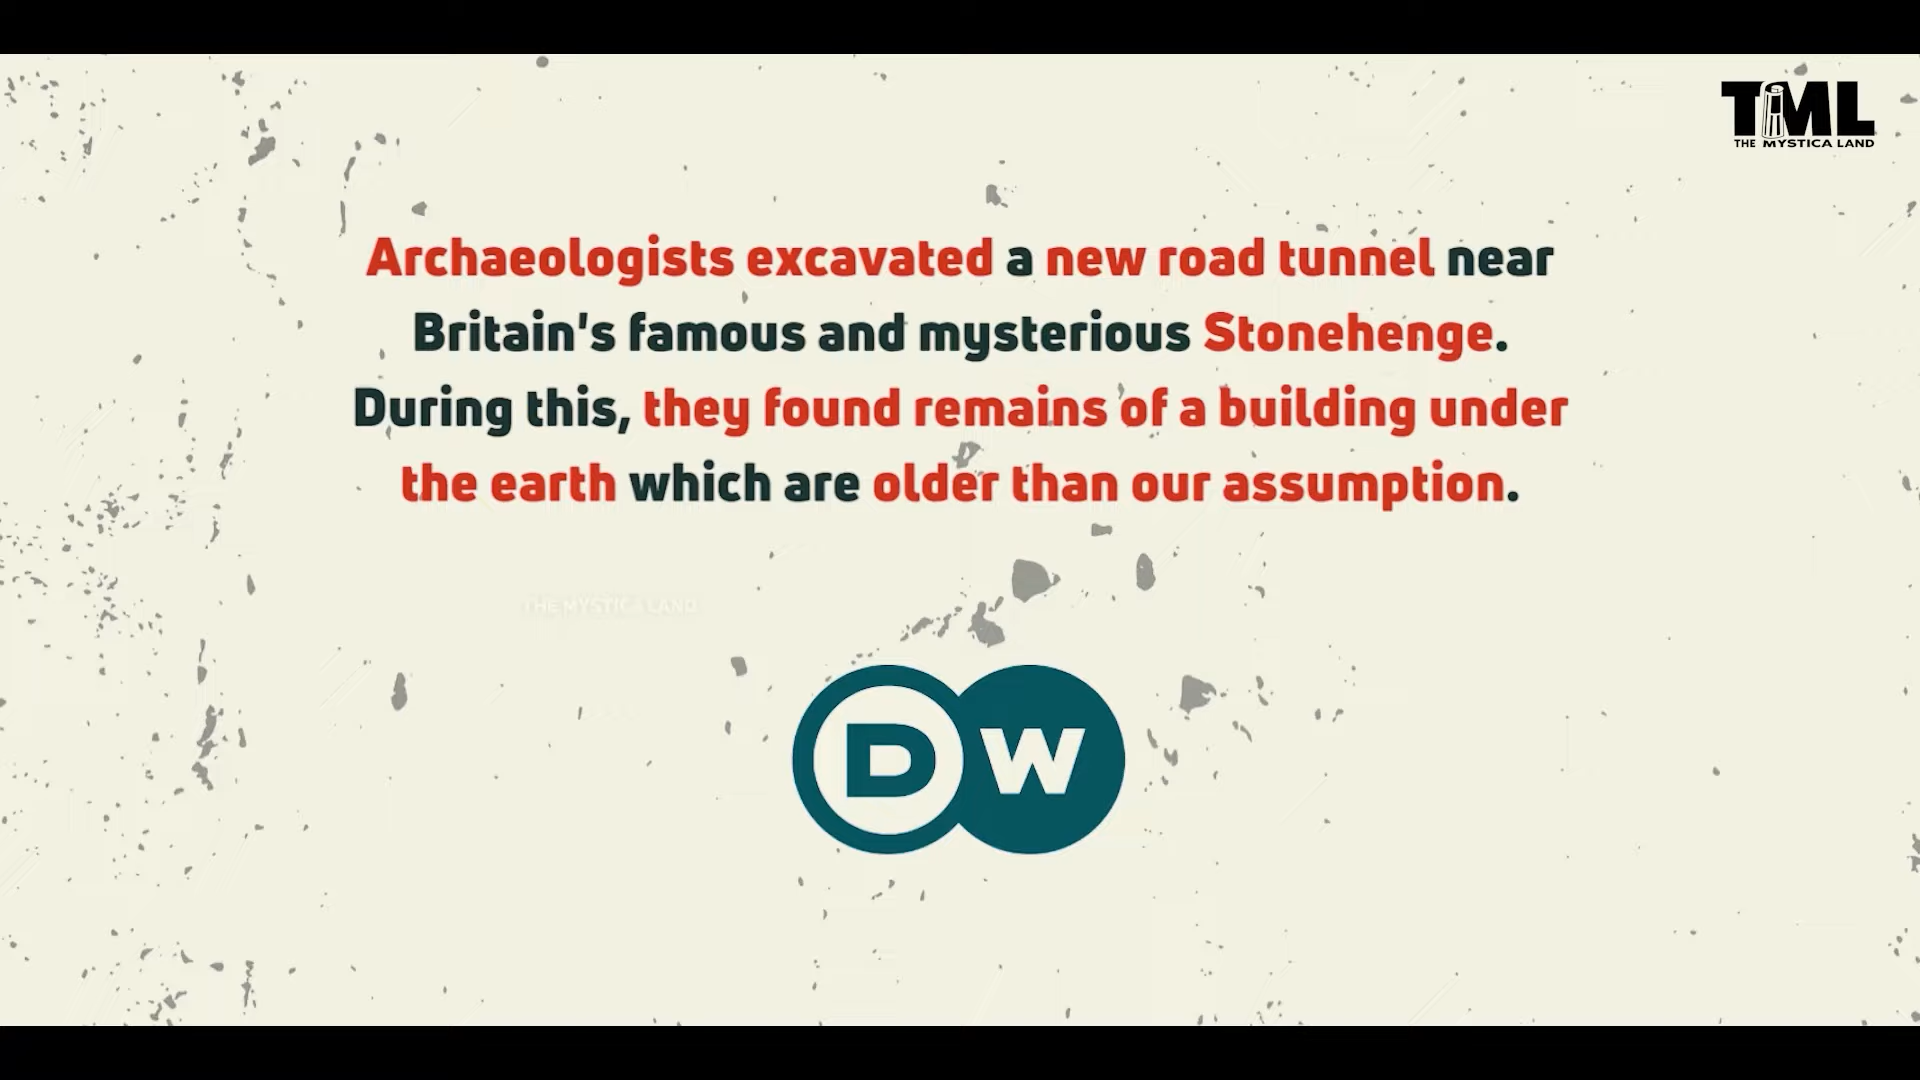 TML
THE MYSTICA LAND
Archaeologists excavated a new road tunnel near
Britain's famous and mysterious Stonehenge.
During this, they found remains of a building under
the earth which are older than our assumption.
THE MYSTICA LAND
DW